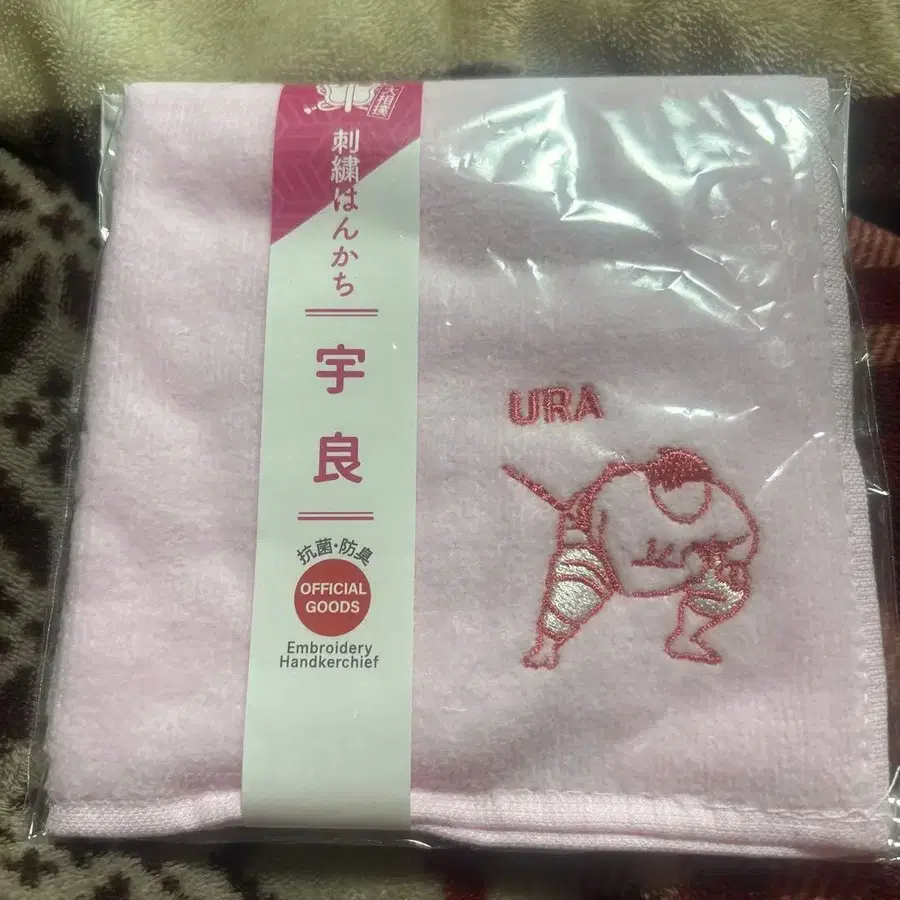 大相撲
刺繍はんかち
宇良
抗菌・防臭
OFFICIAL
GOODS
Embroidery
Handkerchief
URA